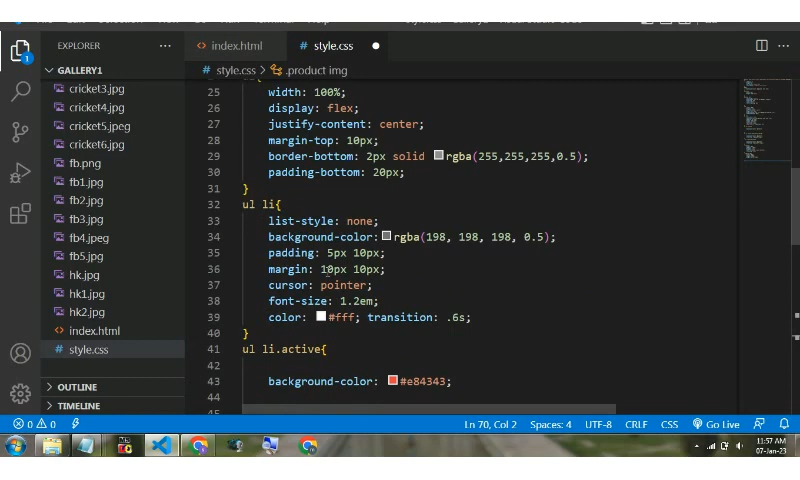 EXPLORER
index.html
# style.css
GALLERY1
# style.css > .product img
cricket3.jpg
cricket4.jpg
cricket5.jpeg
cricket6.jpg
fb.png
fb1.jpg
fb2.jpg
fb3.jpg
fb4.jpeg
fb5.jpg
hk.jpg
hk1.jpg
hk2.jpg
<> index.html
# style.css
OUTLINE
TIMELINE
25 width: 100%;
26 display: flex;
27 justify-content: center;
28 margin-top: 10px;
29 border-bottom: 2px solid rgba(255,255,255,0.5);
30 padding-bottom: 20px;
31 }
32 ul li{
33 list-style: none;
34 background-color: rgba(198, 198, 198, 0.5);
35 padding: 5px 10px;
36 margin: 10px 10px;
37 cursor: pointer;
38 font-size: 1.2em;
39 color: #fff; transition: .6s;
40 }
41 ul li.active{
42
43 background-color: #e84343;
44
0 0 Ln 70, Col 2 Spaces: 4 UTF-8 CRLF CSS Go Live
11:57 AM
07-Jan-23